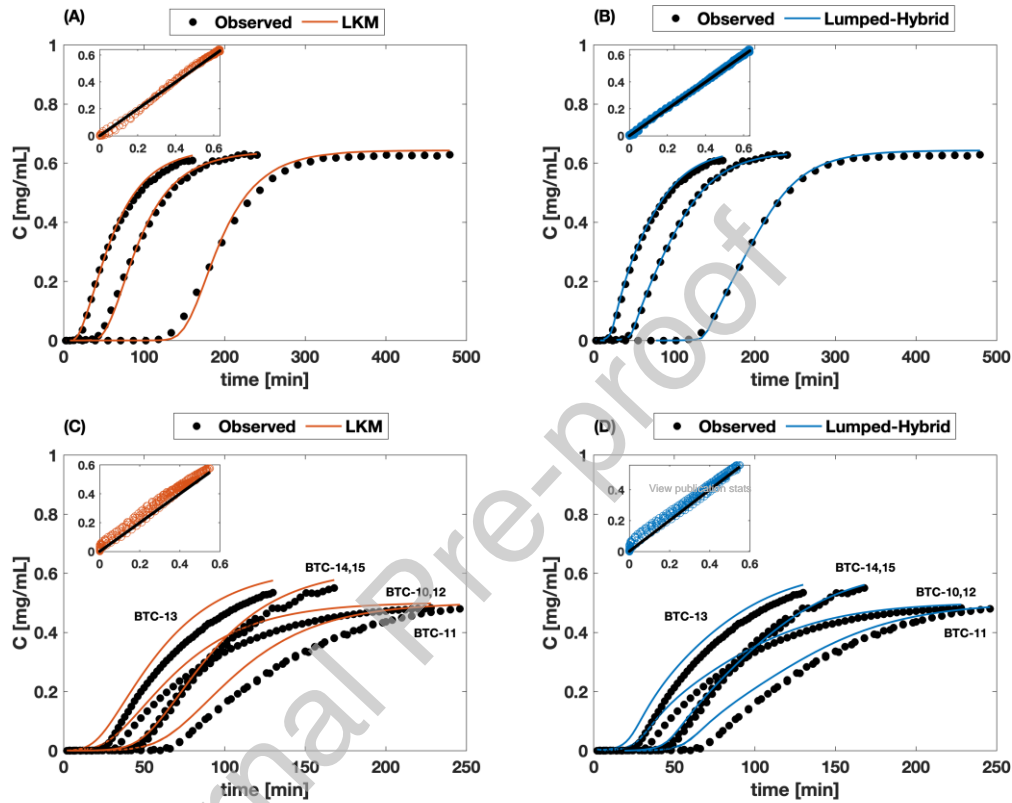 (A)
Observed LKM
C [mg/mL]
1
0.8
0.6
0.4
0.2
0
0.6
0.4
0.2
0
0 0.2 0.4 0.6
0 100 200 300 400 500
time [min]
(B)
Observed Lumped-Hybrid
C [mg/mL]
1
0.8
0.6
0.4
0.2
0
0.6
0.4
0.2
0
0 0.2 0.4 0.6
0 100 200 300 400 500
time [min]
(C)
Observed LKM
C [mg/mL]
1
0.8
0.6
0.4
0.2
0
0.6
0.4
0.2
0
0 0.2 0.4 0.6
BTC-14,15
BTC-10,12
BTC-13
BTC-11
0 50 100 150 200 250
time [min]
(D)
Observed Lumped-Hybrid
C [mg/mL]
1
0.8
0.6
0.4
0.2
0
0.4
0.2
0
0 0.2 0.4 0.6
View publication stats
BTC-14,15
BTC-10,12
BTC-13
BTC-11
0 50 100 150 200 250
time [min]
rnal Pre-proof